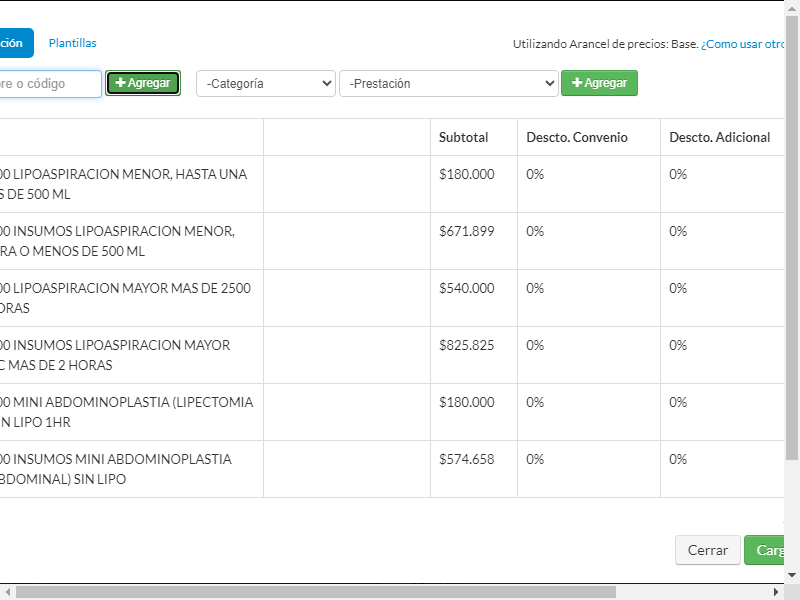 ción Plantillas Utilizando Arancel de precios: Base. ¿Como usar otro
re o código Agregar -Categoría -Prestación Agregar
Subtotal Descto. Convenio Descto. Adicional
00 LIPOASPIRACION MENOR, HASTA UNA $180.000 0% 0%
S DE 500 ML
00 INSUMOS LIPOASPIRACION MENOR, $671.899 0% 0%
RA O MENOS DE 500 ML
00 LIPOASPIRACION MAYOR MAS DE 2500 $540.000 0% 0%
ORAS
00 INSUMOS LIPOASPIRACION MAYOR $825.825 0% 0%
C MAS DE 2 HORAS
00 MINI ABDOMINOPLASTIA (LIPECTOMIA $180.000 0% 0%
IN LIPO 1HR
00 INSUMOS MINI ABDOMINOPLASTIA $574.658 0% 0%
BDOMINAL) SIN LIPO
Cerrar Carg